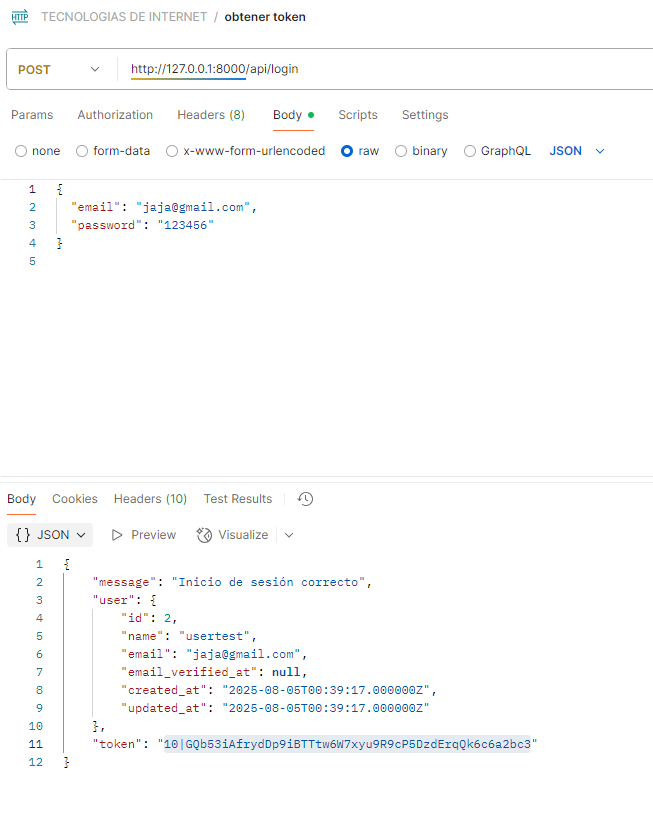 HTTP TECNOLOGIAS DE INTERNET / obtener token
POST http://127.0.0.1:8000/api/login
Params Authorization Headers (8) Body Scripts Settings
none form-data x-www-form-urlencoded raw binary GraphQL JSON
1 {
2 "email": "jaja@gmail.com",
3 "password": "123456"
4 }
5
Body Cookies Headers (10) Test Results
{} JSON Preview Visualize
1 {
2 "message": "Inicio de sesión correcto",
3 "user": {
4 "id": 2,
5 "name": "usertest",
6 "email": "jaja@gmail.com",
7 "email_verified_at": null,
8 "created_at": "2025-08-05T00:39:17.000000Z",
9 "updated_at": "2025-08-05T00:39:17.000000Z"
10 },
11 "token": "10|GQb53iAfrydDp9iBTTtw6W7xyu9R9cP5DzdErqQk6c6a2bc3"
12 }